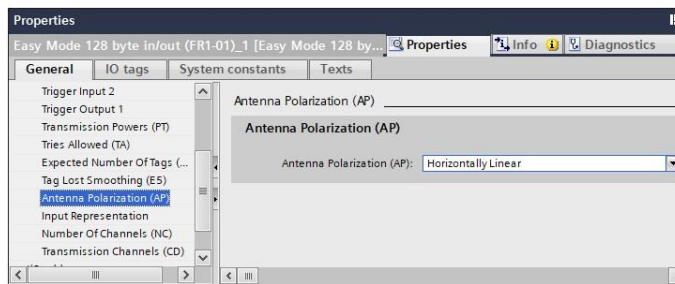 Properties
Easy Mode 128 byte in/out (FR1-01)_1 [Easy Mode 128 by... Properties Info Diagnostics
General IO tags System constants Texts
Trigger Input 2
Trigger Output 1
Transmission Powers (PT)
Tries Allowed (TA)
Expected Number Of Tags (...
Tag Lost Smoothing (E5)
Antenna Polarization (AP)
Input Representation
Number Of Channels (NC)
Transmission Channels (CD)
Antenna Polarization (AP)
Antenna Polarization (AP)
Antenna Polarization (AP): Horizontally Linear